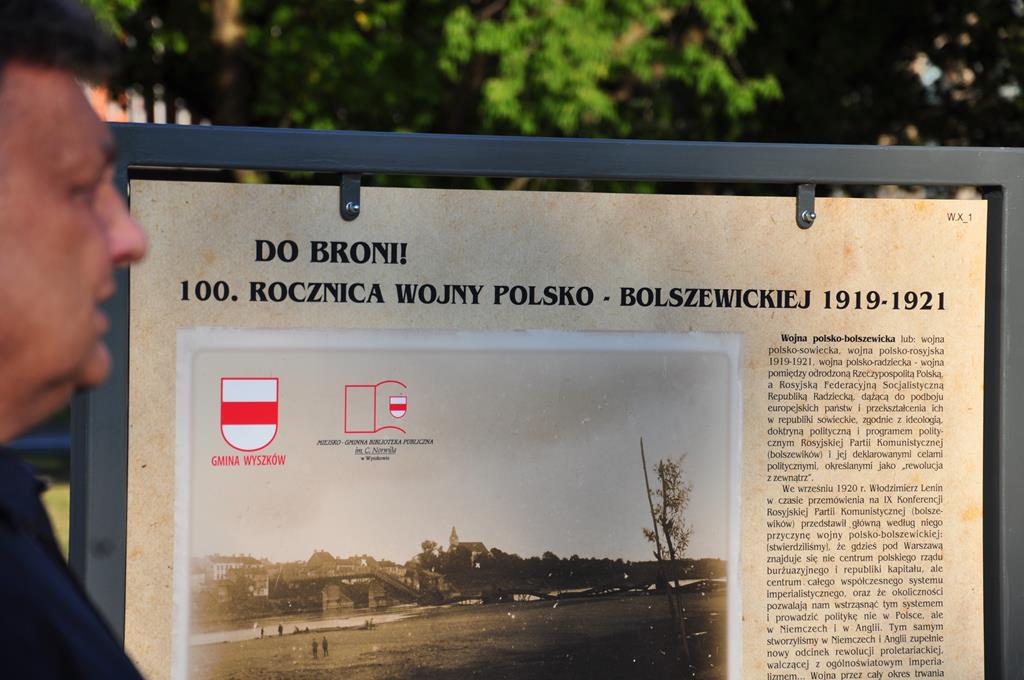 W.X_1
DO BRONI!
100. ROCZNICA WOJNY POLSKO - BOLSZEWICKIEJ 1919-1921
GMINA WYSZKÓW
MIEJSKO - GMINNA BIBLIOTEKA PUBLICZNA
im. C. Norwida
w Wyszkowie
Wojna polsko-bolszewicka lub: wojna
polsko-sowiecka, wojna polsko-rosyjska
1919-1921, wojna polsko-radziecka - wojna
pomiędzy odrodzoną Rzeczypospolitą Polską,
a Rosyjską Federacyjną Socjalistyczną
Republiką Radziecką, dążącą do podboju
europejskich państw i przekształcenia ich
w republiki sowieckie, zgodnie z ideologią,
doktryną polityczną i programem polity-
cznym Rosyjskiej Partii Komunistycznej
(bolszewików) i jej deklarowanymi celami
politycznymi, określanymi jako „rewolucja
z zewnątrz".
We wrześniu 1920 r. Włodzimierz Lenin
w czasie przemówienia na IX Konferencji
Rosyjskiej Partii Komunistycznej (bolsze-
wików) przedstawił główną według niego
przyczynę wojny polsko-bolszewickiej:
(stwierdziliśmy), że gdzieś pod Warszawą
znajduje się nie centrum polskiego rządu
burżuazyjnego i republiki kapitału, ale
centrum całego współczesnego systemu
imperialistycznego, oraz że okoliczności
pozwalają nam wstrząsnąć tym systemem
i prowadzić politykę nie w Polsce, ale
w Niemczech i w Anglii. Tym samym
stworzyliśmy w Niemczech i Anglii zupełnie
nowy odcinek rewolucji proletariackiej,
walczącej z ogólnoświatowym imperia-
lizmem... Wojna przez cały okres trwania